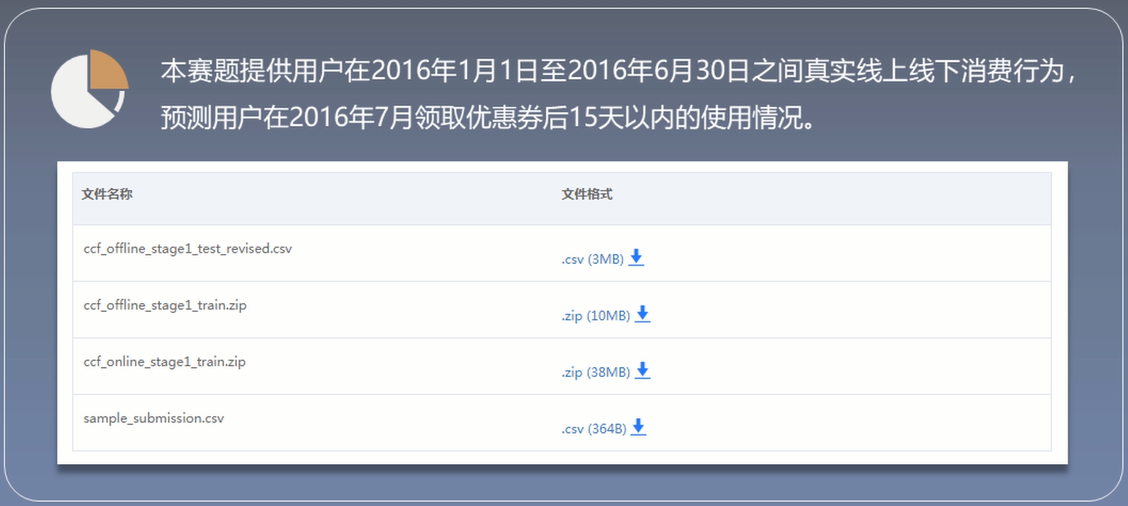 本赛题提供用户在2016年1月1日至2016年6月30日之间真实线上线下消费行为，
预测用户在2016年7月领取优惠券后15天以内的使用情况。
文件名称 文件格式
ccf_offline_stage1_test_revised.csv .csv (3MB)
ccf_offline_stage1_train.zip .zip (10MB)
ccf_online_stage1_train.zip .zip (38MB)
sample_submission.csv .csv (364B)